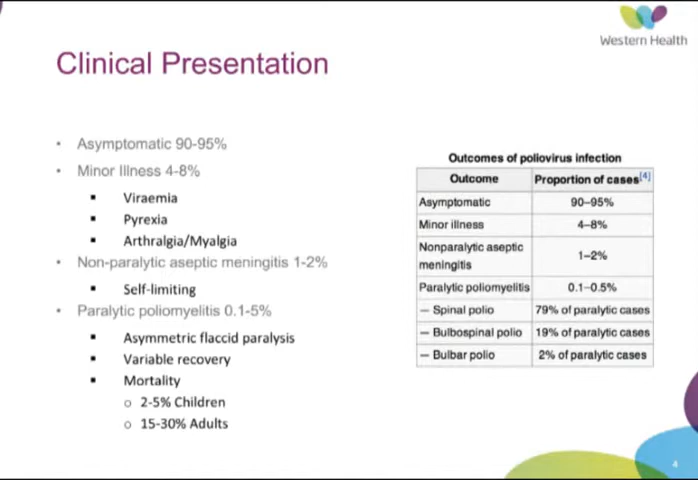 Western Health
Clinical Presentation
• Asymptomatic 90-95%
• Minor Illness 4-8%
▪ Viraemia
▪ Pyrexia
▪ Arthralgia/Myalgia
• Non-paralytic aseptic meningitis 1-2%
▪ Self-limiting
• Paralytic poliomyelitis 0.1-5%
▪ Asymmetric flaccid paralysis
▪ Variable recovery
▪ Mortality
o 2-5% Children
o 15-30% Adults
Outcomes of poliovirus infection
Outcome Proportion of cases[4]
Asymptomatic 90–95%
Minor illness 4–8%
Nonparalytic aseptic
meningitis 1–2%
Paralytic poliomyelitis 0.1–0.5%
— Spinal polio 79% of paralytic cases
— Bulbospinal polio 19% of paralytic cases
— Bulbar polio 2% of paralytic cases
4